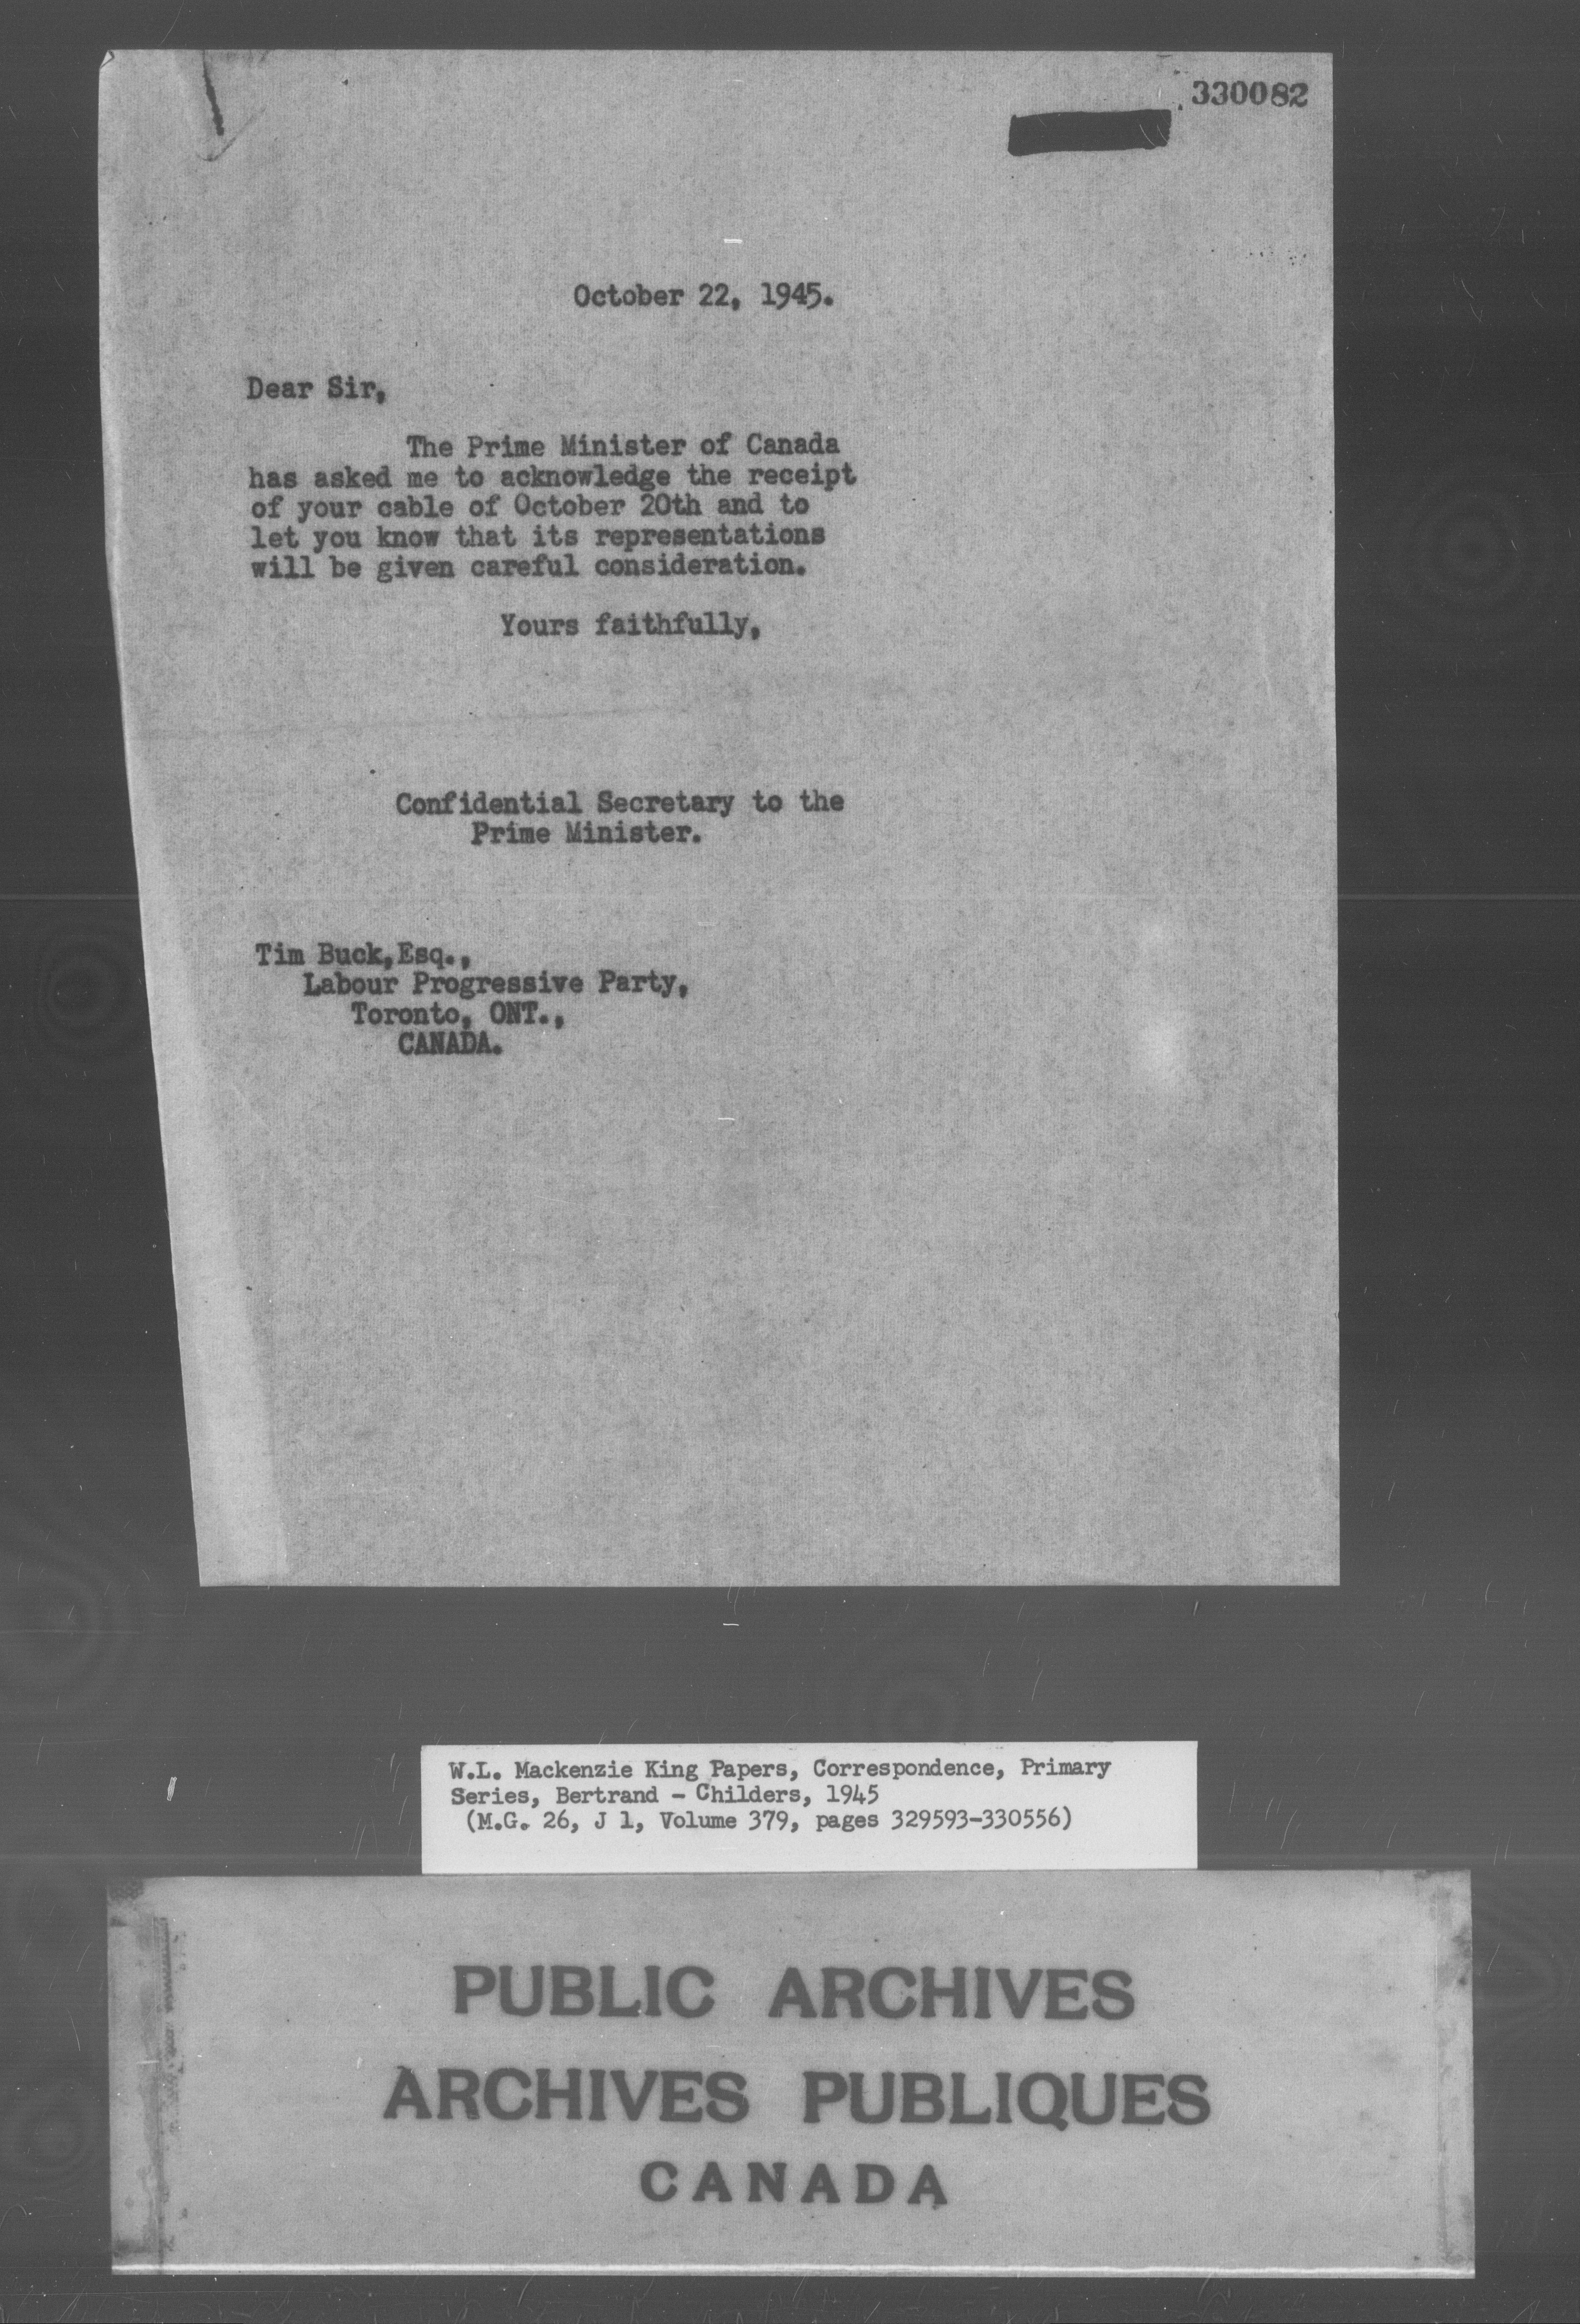 330082
October 22, 1945.
Dear Sir,
The Prime Minister of Canada
has asked me to acknowledge the receipt
of your cable of October 20th and to
let you know that its representations
will be given careful consideration.
Yours faithfully,
Confidential Secretary to the
Prime Minister.
Tim Buck,Esq.,
Labour Progressive Party,
Toronto, ONT.,
CANADA.
W.L. Mackenzie King Papers, Correspondence, Primary
Series, Bertrand - Childers, 1945
(M.G. 26, J 1, Volume 379, pages 329593-330556)
PUBLIC ARCHIVES
ARCHIVES PUBLIQUES
CANADA